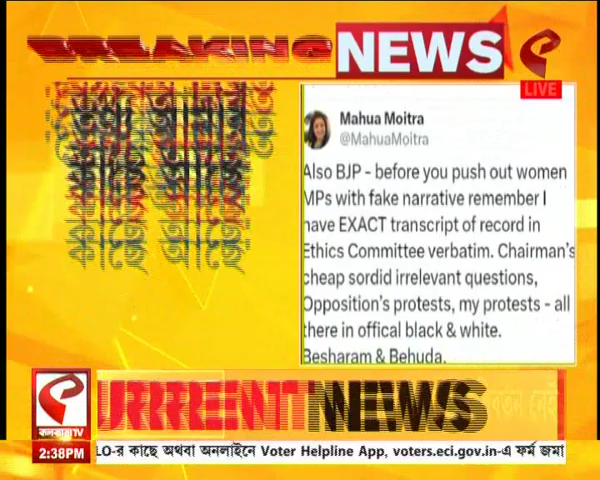 BREAKING NEWS
LIVE
Mahua Moitra
@MahuaMoitra
Also BJP - before you push out women
MPs with fake narrative remember I
have EXACT transcript of record in
Ethics Committee verbatim. Chairman's
cheap sordid irrelevant questions,
Opposition's protests, my protests - all
there in offical black & white.
Besharam & Behuda.
NEWS
কলকাতা TV
2:38PM
LO-র কাছে অথবা অনলাইনে Voter Helpline App, voters.eci.gov.in-এ ফর্ম জমা